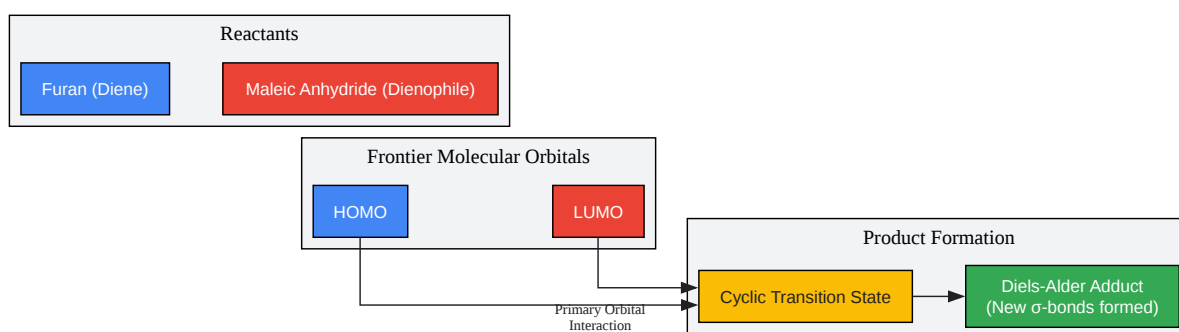 Reactants
Furan (Diene)
Maleic Anhydride (Dienophile)
Frontier Molecular Orbitals
HOMO
LUMO
Product Formation
Cyclic Transition State
Diels-Alder Adduct
(New σ-bonds formed)
Primary Orbital
Interaction